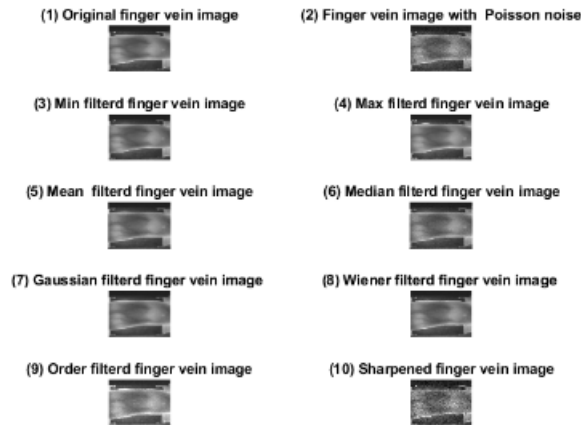 (1) Original finger vein image
(2) Finger vein image with Poisson noise
(3) Min filterd finger vein image
(4) Max filterd finger vein image
(5) Mean filterd finger vein image
(6) Median filterd finger vein image
(7) Gaussian filterd finger vein image
(8) Wiener filterd finger vein image
(9) Order filterd finger vein image
(10) Sharpened finger vein image